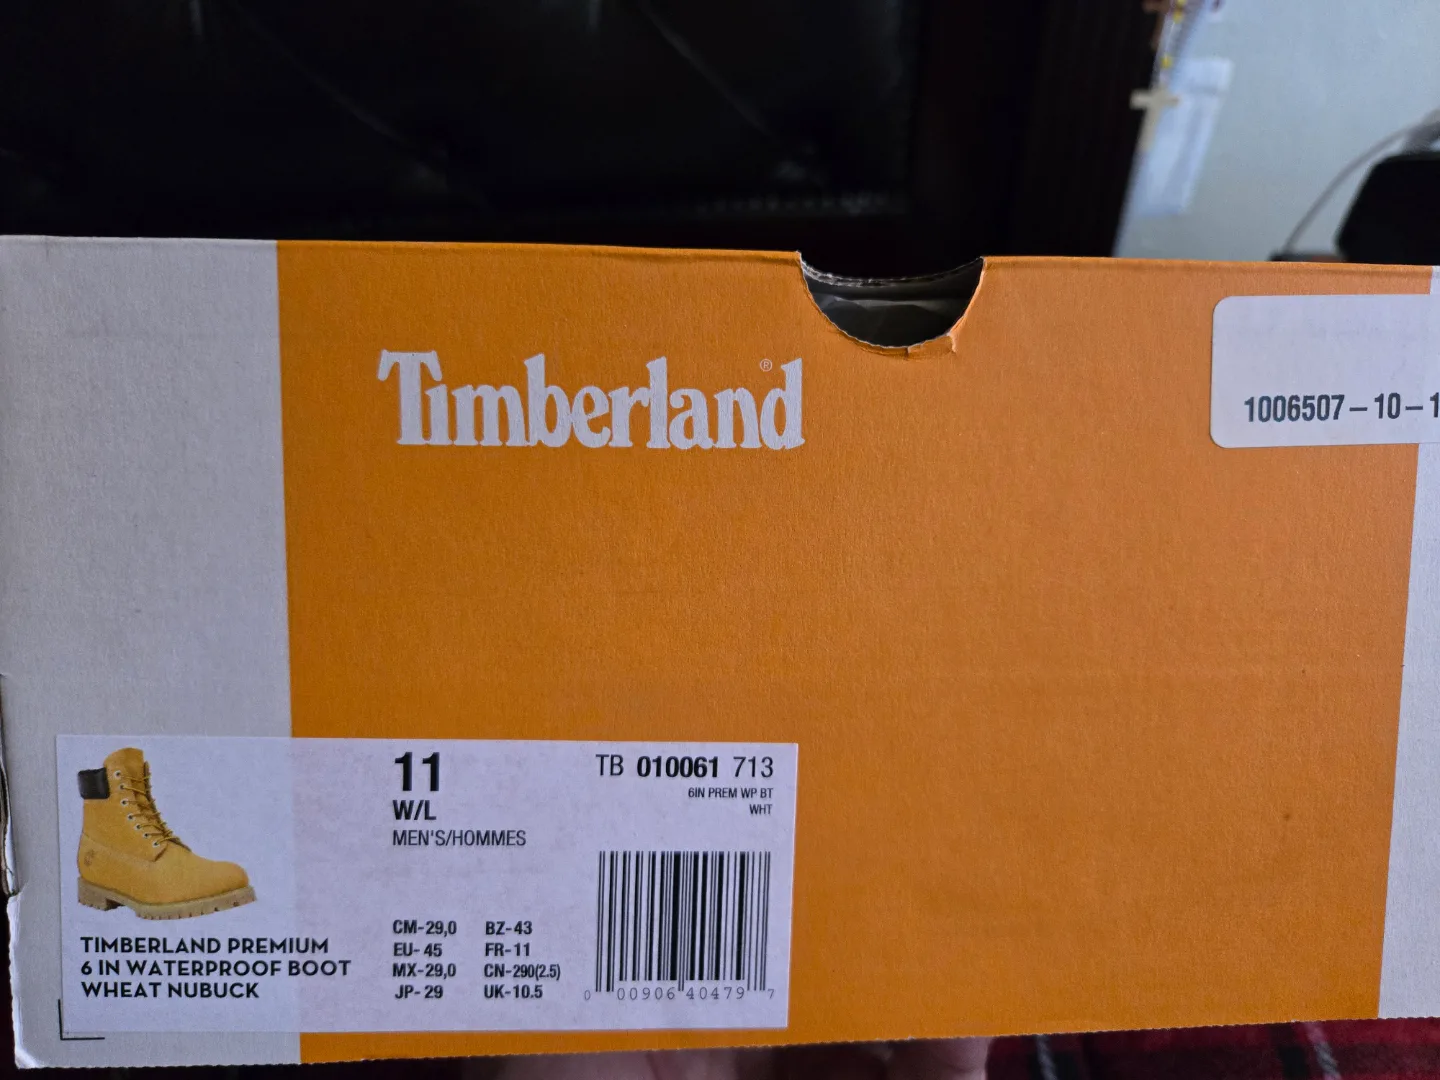 Timberland®
1006507-10-1
11
W/L
MEN'S/HOMMES
TB 010061 713
6IN PREM WP BT
WHT
CM-29,0 BZ-43
EU- 45 FR-11
MX-29,0 CN-290(2.5)
JP- 29 UK-10.5
0 00906 40479 7
TIMBERLAND PREMIUM
6 IN WATERPROOF BOOT
WHEAT NUBUCK